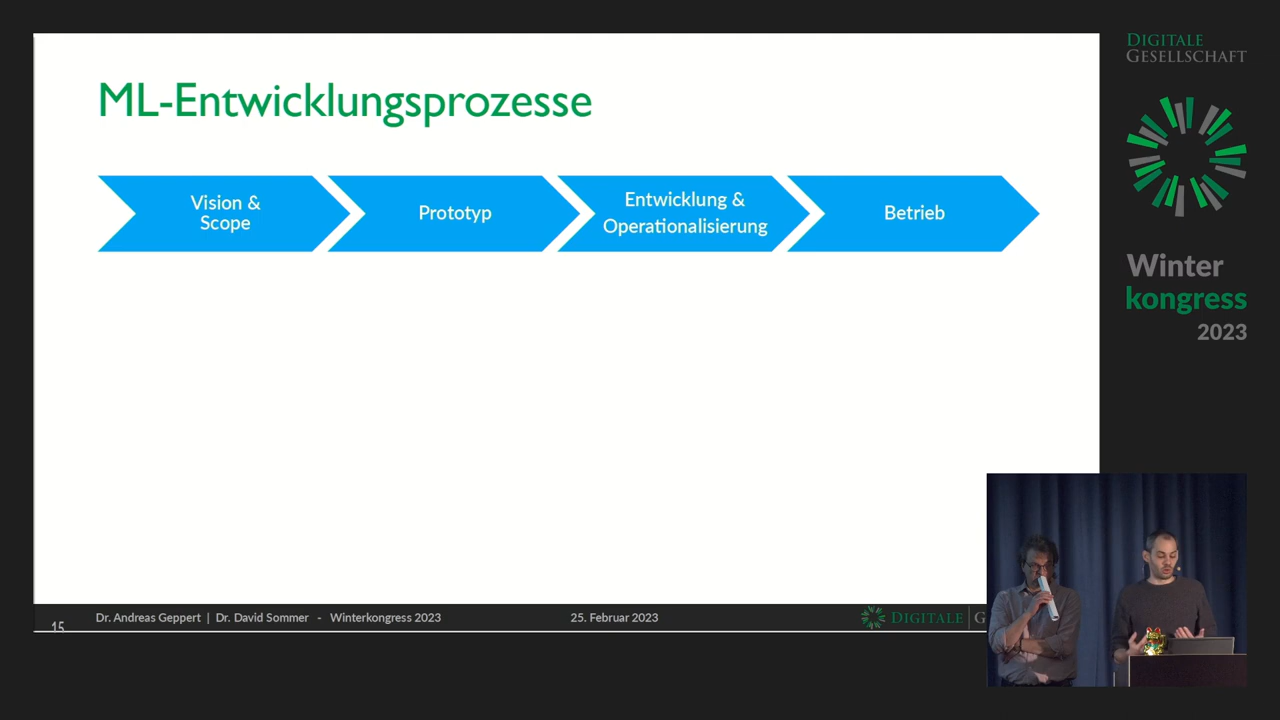 ML-Entwicklungsprozesse
Vision &
Scope
Prototyp
Entwicklung &
Operationalisierung
Betrieb
15
Dr. Andreas Geppert | Dr. David Sommer - Winterkongress 2023
25. Februar 2023
DIGITALE G
DIGITALE
GESELLSCHAFT
Winter
kongress
2023